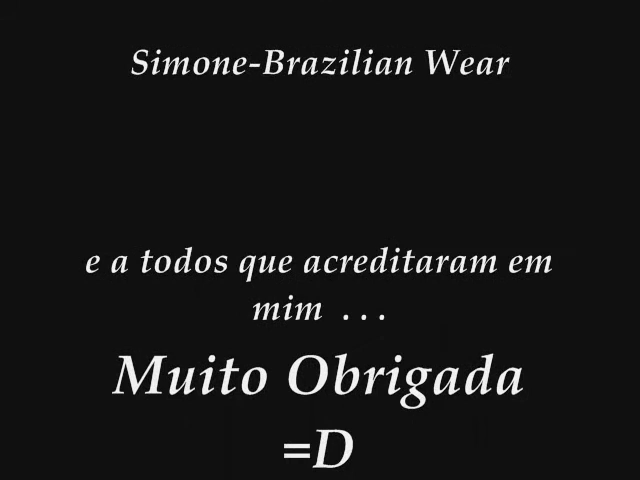 Simone-Brazilian Wear
e a todos que acreditaram em
mim ...
Muito Obrigada
=D